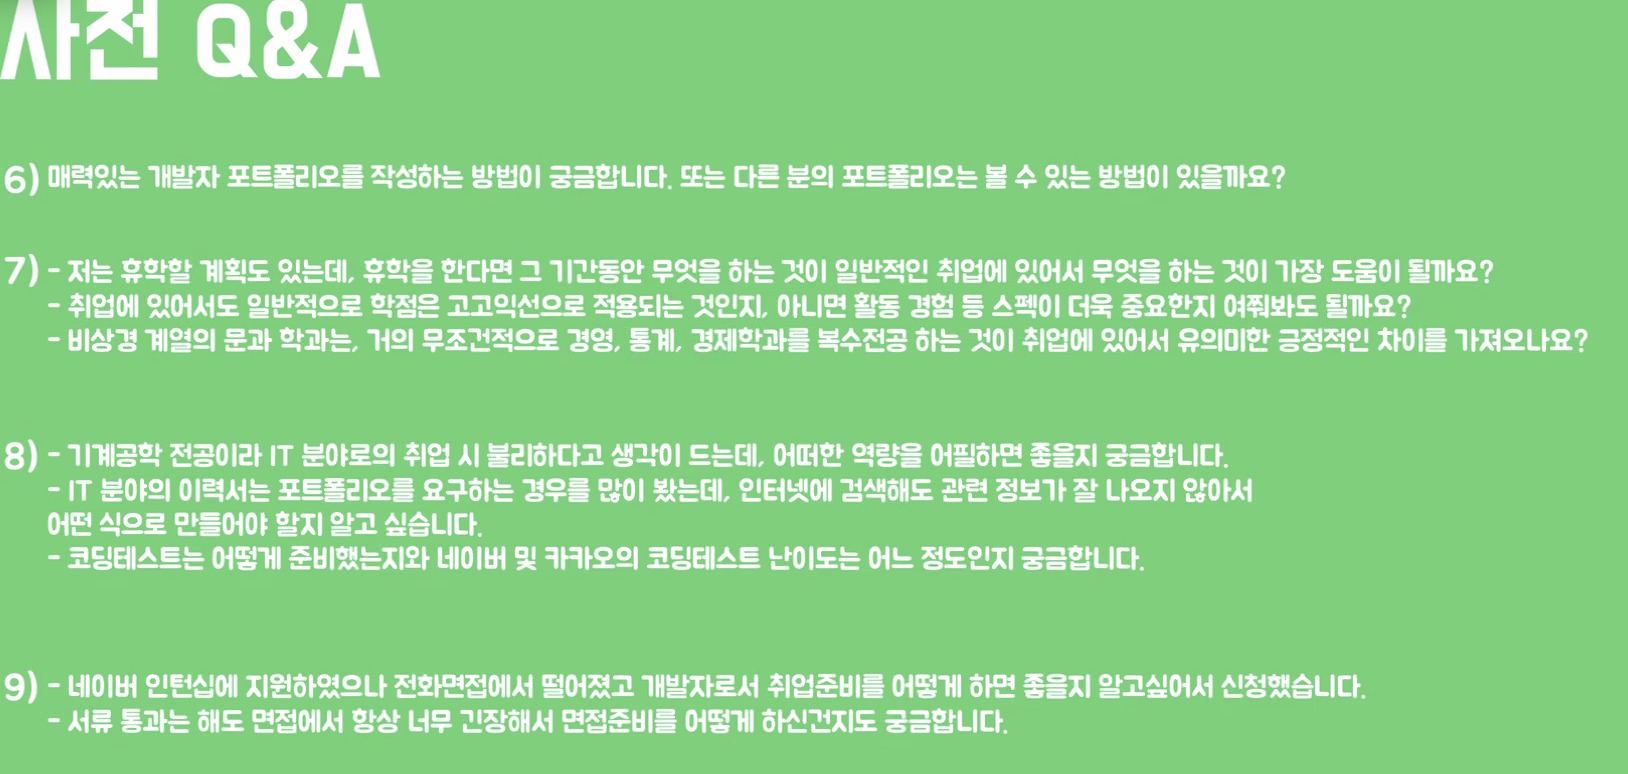 사전 Q&A
6) 매력있는 개발자 포트폴리오를 작성하는 방법이 궁금합니다. 또는 다른 분의 포트폴리오는 볼 수 있는 방법이 있을까요?
7) - 저는 휴학할 계획도 있는데, 휴학을 한다면 그 기간동안 무엇을 하는 것이 일반적인 취업에 있어서 무엇을 하는 것이 가장 도움이 될까요?
- 취업에 있어서도 일반적으로 학점은 고고익선으로 적용되는 것인지, 아니면 활동 경험 등 스펙이 더욱 중요한지 여쭤봐도 될까요?
- 비상경 계열의 문과 학과는, 거의 무조건적으로 경영, 통계, 경제학과를 복수전공 하는 것이 취업에 있어서 유의미한 긍정적인 차이를 가져오나요?
8) - 기계공학 전공이라 IT 분야로의 취업 시 불리하다고 생각이 드는데, 어떠한 역량을 어필하면 좋을지 궁금합니다.
- IT 분야의 이력서는 포트폴리오를 요구하는 경우를 많이 봤는데, 인터넷에 검색해도 관련 정보가 잘 나오지 않아서
어떤 식으로 만들어야 할지 알고 싶습니다.
- 코딩테스트는 어떻게 준비했는지와 네이버 및 카카오의 코딩테스트 난이도는 어느 정도인지 궁금합니다.
9) - 네이버 인턴십에 지원하였으나 전화면접에서 떨어졌고 개발자로서 취업준비를 어떻게 하면 좋을지 알고싶어서 신청했습니다.
- 서류 통과는 해도 면접에서 항상 너무 긴장해서 면접준비를 어떻게 하신건지도 궁금합니다.